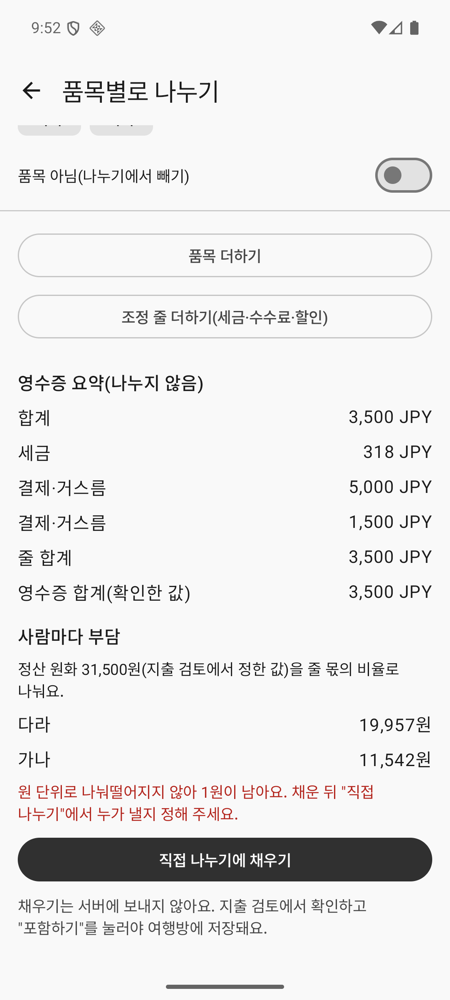 9:52
품목별로 나누기
품목 아님(나누기에서 빼기)
품목 더하기
조정 줄 더하기(세금·수수료·할인)
영수증 요약(나누지 않음)
합계 3,500 JPY
세금 318 JPY
결제·거스름 5,000 JPY
결제·거스름 1,500 JPY
줄 합계 3,500 JPY
영수증 합계(확인한 값) 3,500 JPY
사람마다 부담
정산 원화 31,500원(지출 검토에서 정한 값)을 줄 몫의 비율로
나눠요.
다라 19,957원
가나 11,542원
원 단위로 나눠떨어지지 않아 1원이 남아요. 채운 뒤 "직접
나누기"에서 누가 낼지 정해 주세요.
직접 나누기에 채우기
채우기는 서버에 보내지 않아요. 지출 검토에서 확인하고
"포함하기"를 눌러야 여행방에 저장돼요.